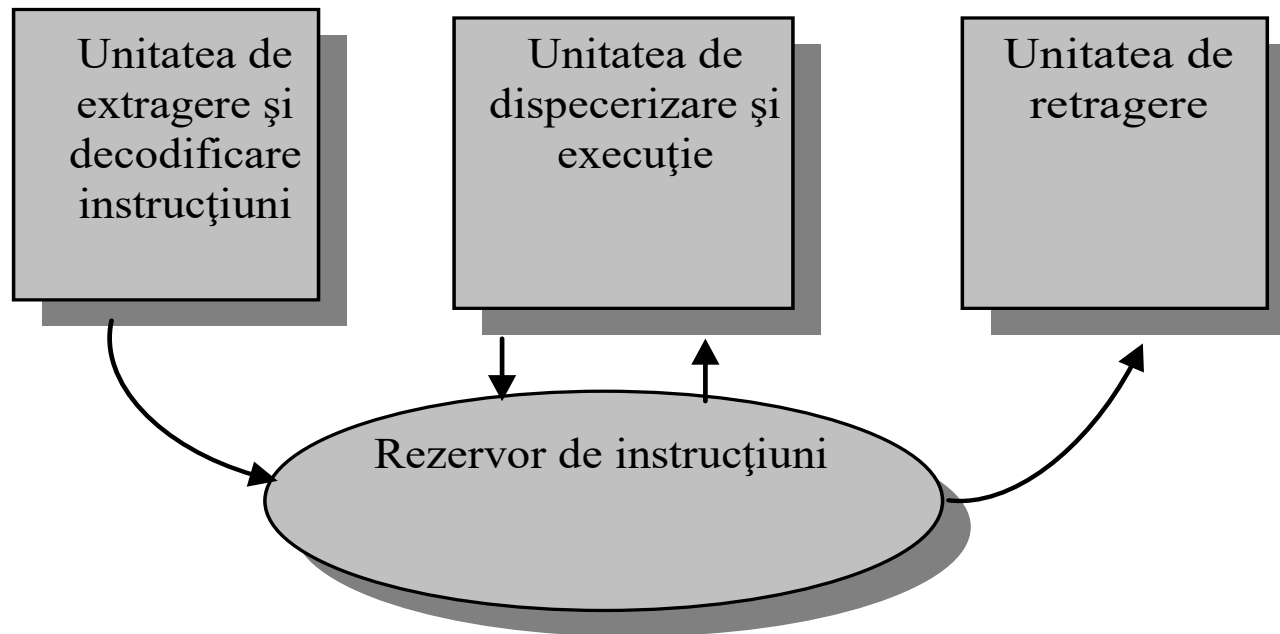 Unitatea de
extragere şi
decodificare
instrucţiuni
Unitatea de
dispecerizare şi
execuţie
Unitatea de
retragere
Rezervor de instrucţiuni